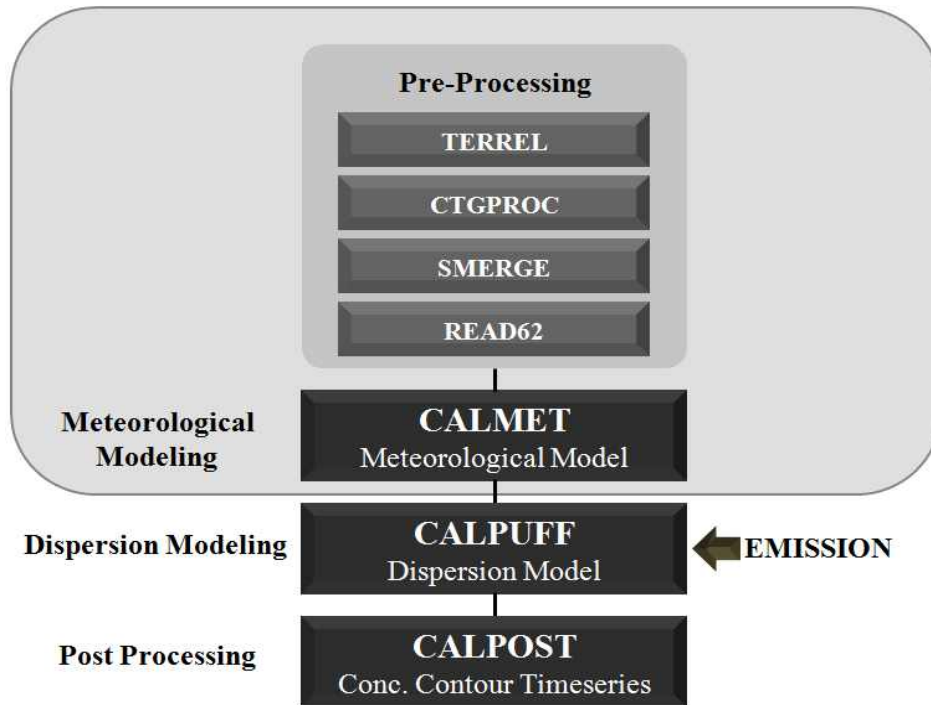 Pre-Processing
TERREL
CTGPROC
SMERGE
READ62
Meteorological
Modeling
CALMET
Meteorological Model
Dispersion Modeling
CALPUFF
Dispersion Model
EMISSION
Post Processing
CALPOST
Conc. Contour Timeseries